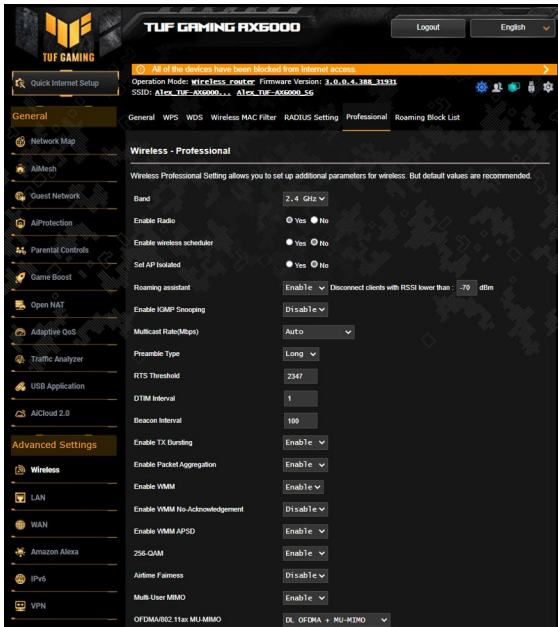 TUF GAMING AX6000
Logout
English
TUF GAMING
All of the devices have been blocked from Internet access.
Quick Internet Setup
Operation Mode: Wireless router Firmware Version: 3.0.0.4.388_31931
SSID: Alex_TUF-AX6000... Alex_TUF-AX6000_5G
General
General WPS WDS Wireless MAC Filter RADIUS Setting Professional Roaming Block List
Network Map
AiMesh
Guest Network
AiProtection
Parental Controls
Game Boost
Open NAT
Adaptive QoS
Traffic Analyzer
USB Application
AiCloud 2.0
Advanced Settings
Wireless
LAN
WAN
Amazon Alexa
IPv6
VPN
Wireless - Professional
Wireless Professional Setting allows you to set up additional parameters for wireless. But default values are recommended.
Band 2.4 GHz
Enable Radio Yes No
Enable wireless scheduler Yes No
Set AP Isolated Yes No
Roaming assistant Enable Disconnect clients with RSSI lower than : -70 dBm
Enable IGMP Snooping Disable
Multicast Rate(Mbps) Auto
Preamble Type Long
RTS Threshold 2347
DTIM Interval 1
Beacon Interval 100
Enable TX Bursting Enable
Enable Packet Aggregation Enable
Enable WMM Enable
Enable WMM No-Acknowledgement Disable
Enable WMM APSD Enable
256-QAM Enable
Airtime Fairness Disable
Multi-User MIMO Enable
OFDMA/802.11ax MU-MIMO DL OFDMA + MU-MIMO